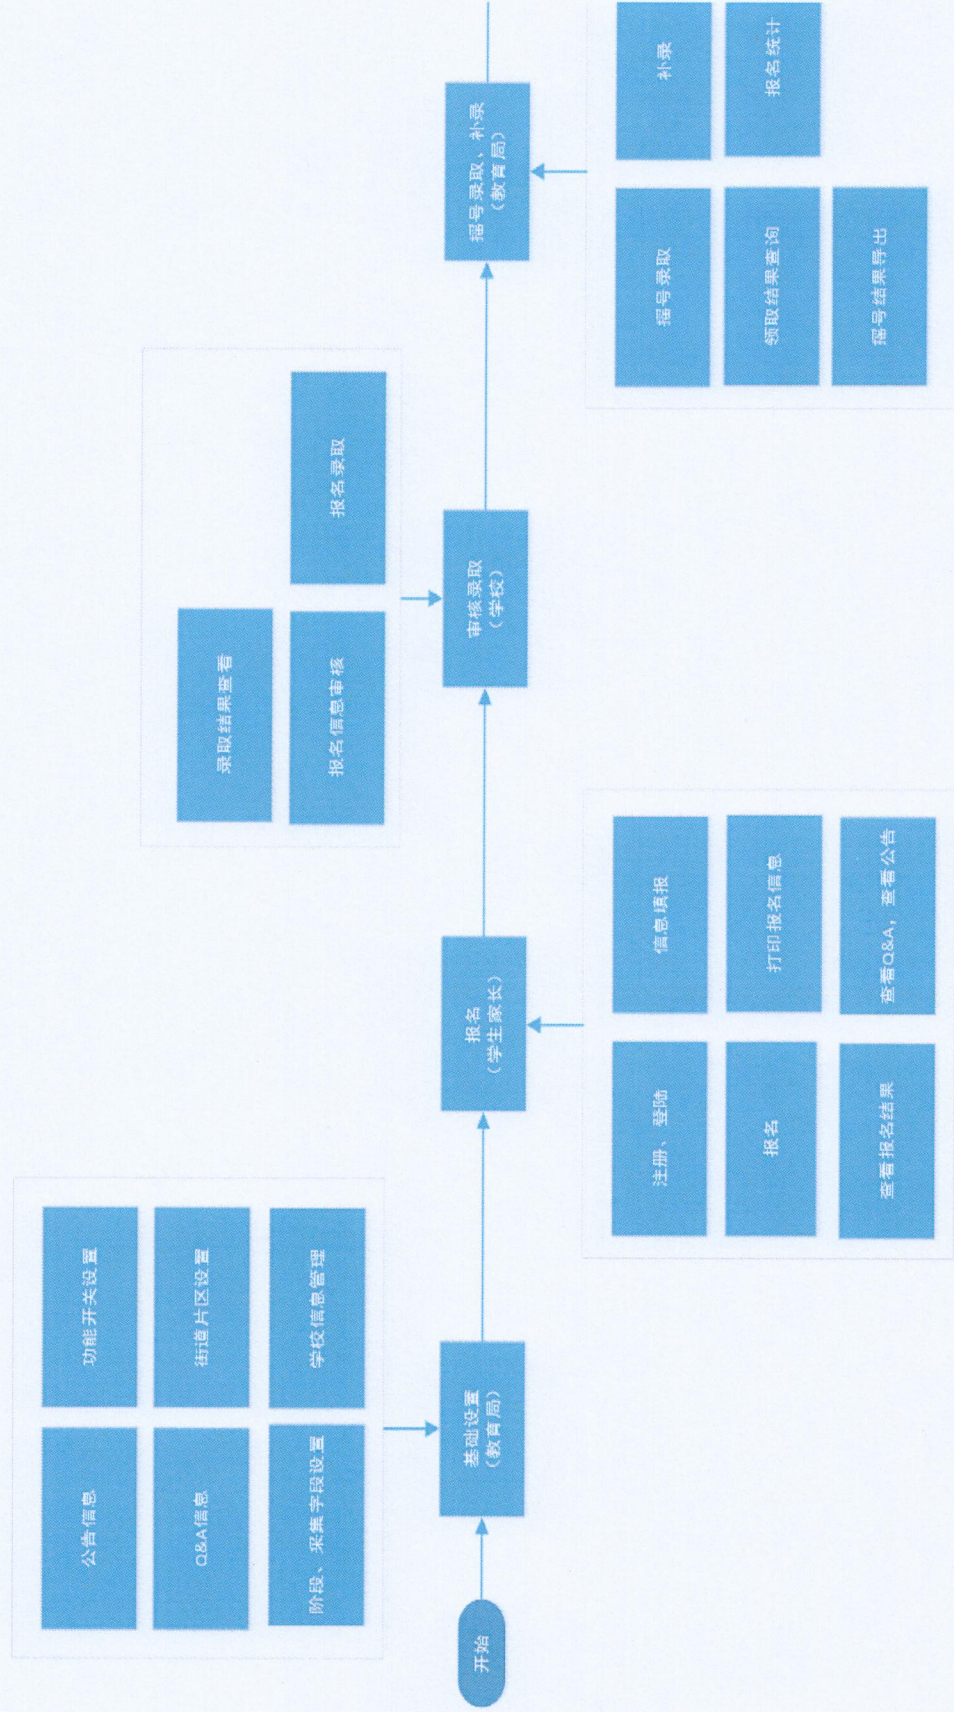 公告信息
功能开关设置
Q&A信息
街道片区设置
阶段、采集字段设置
学校信息管理
录取结果查看
报名信息审核
报名录取
开始
基础设置
（教育局）
报名
（学生家长）
审核录取
（学校）
摇号录取、补录
（教育局）
注册、登陆
信息填报
报名
打印报名信息
查看报名结果
查看Q&A，查看公告
摇号录取
补录
领取结果查询
报名统计
摇号结果导出